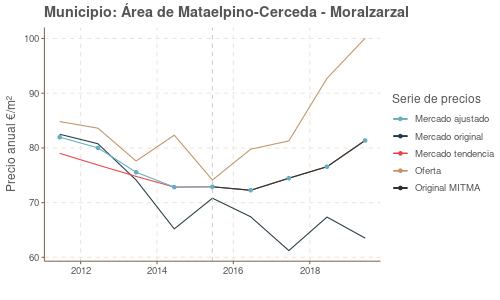 Municipio: Área de Mataelpino-Cerceda - Moralzarzal
Precio anual €/m²
100
90
80
70
60
2012
2014
2016
2018
Serie de precios
Mercado ajustado
Mercado original
Mercado tendencia
Oferta
Original MITMA